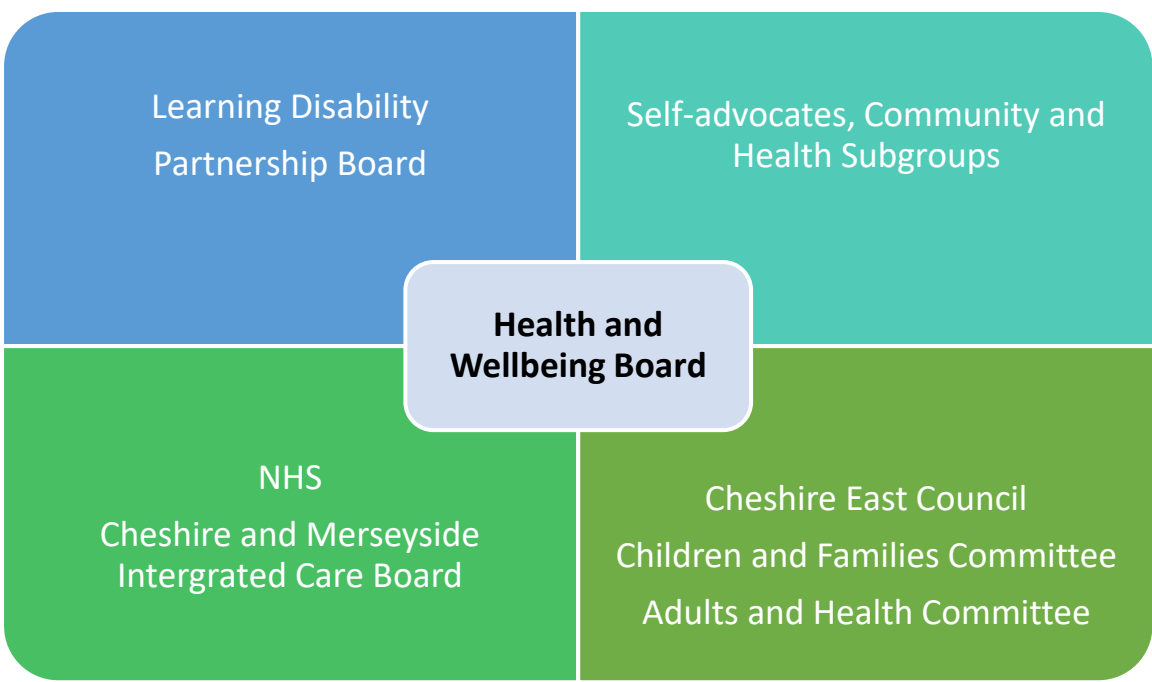 Learning Disability
Partnership Board
Self-advocates, Community and
Health Subgroups
Health and
Wellbeing Board
NHS
Cheshire and Merseyside
Intergrated Care Board
Cheshire East Council
Children and Families Committee
Adults and Health Committee